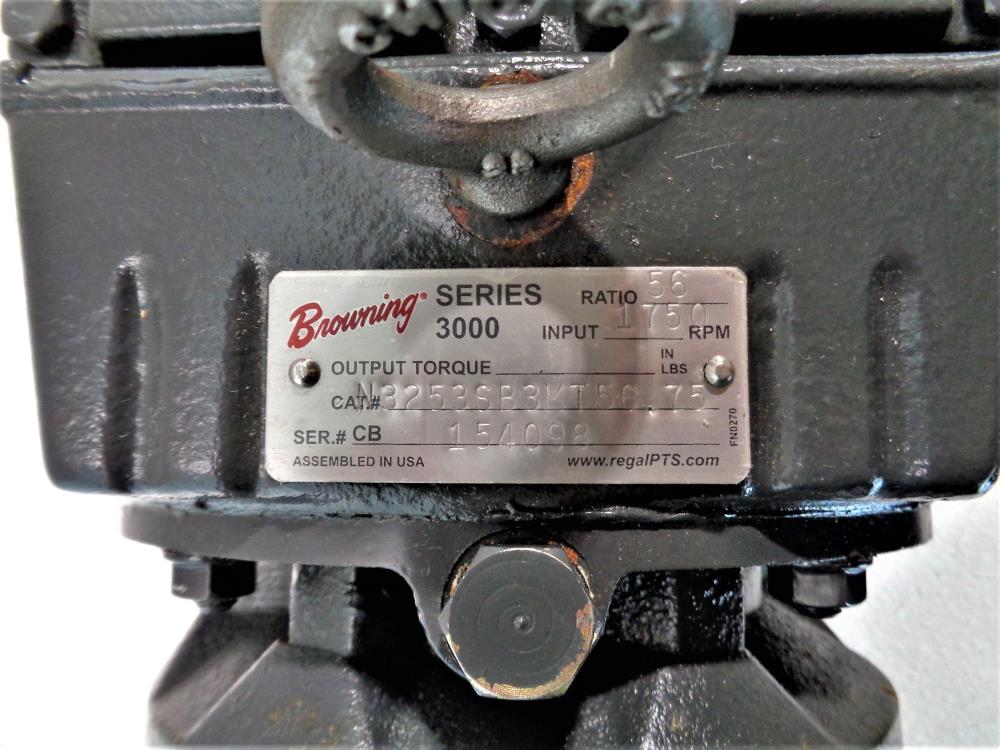 Browning® SERIES 3000
RATIO 56
INPUT 1750 RPM
OUTPUT TORQUE IN LBS
CAT.# N3253SB3MT56.75
SER.# CB 154098
ASSEMBLED IN USA www.regalPTS.com
FN0270